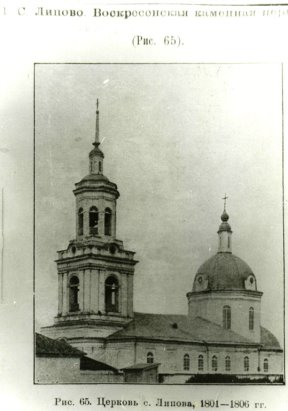 С. Липово. Воскресенская каменная
(Рис. 65).
Рис. 65. Церковь с. Липова, 1801—1806 гг.